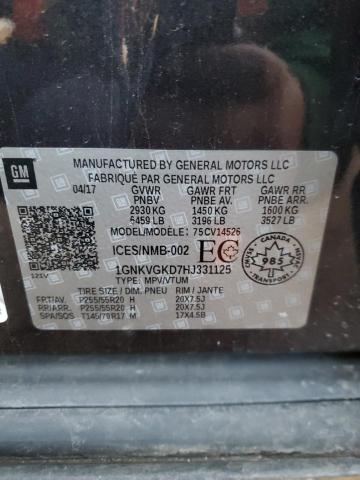 GM
MANUFACTURED BY GENERAL MOTORS LLC
FABRIQUÉ PAR GENERAL MOTORS LLC
04/17 GVWR GAWR FRT GAWR RR
PNBV PNBE AV PNBE AR
2930 KG 1450 KG 1600 KG
6459 LB 3196 LB 3527 LB
MODEL/MODÈLE: 75CV14526
ICES/NMB-002 EC
CANADA
985
TRANSPORT
1GNKVGKD7HJ331125
121V TYPE: MPV/VTUM
TIRE SIZE / DIM. PNEU RIM / JANTE
FRT/AV. P255/55R20 H 20X7.5J
RR/ARR. P255/55R20 H 20X7.5J
SPA/SOS T145/70R17 M 17X4.5B